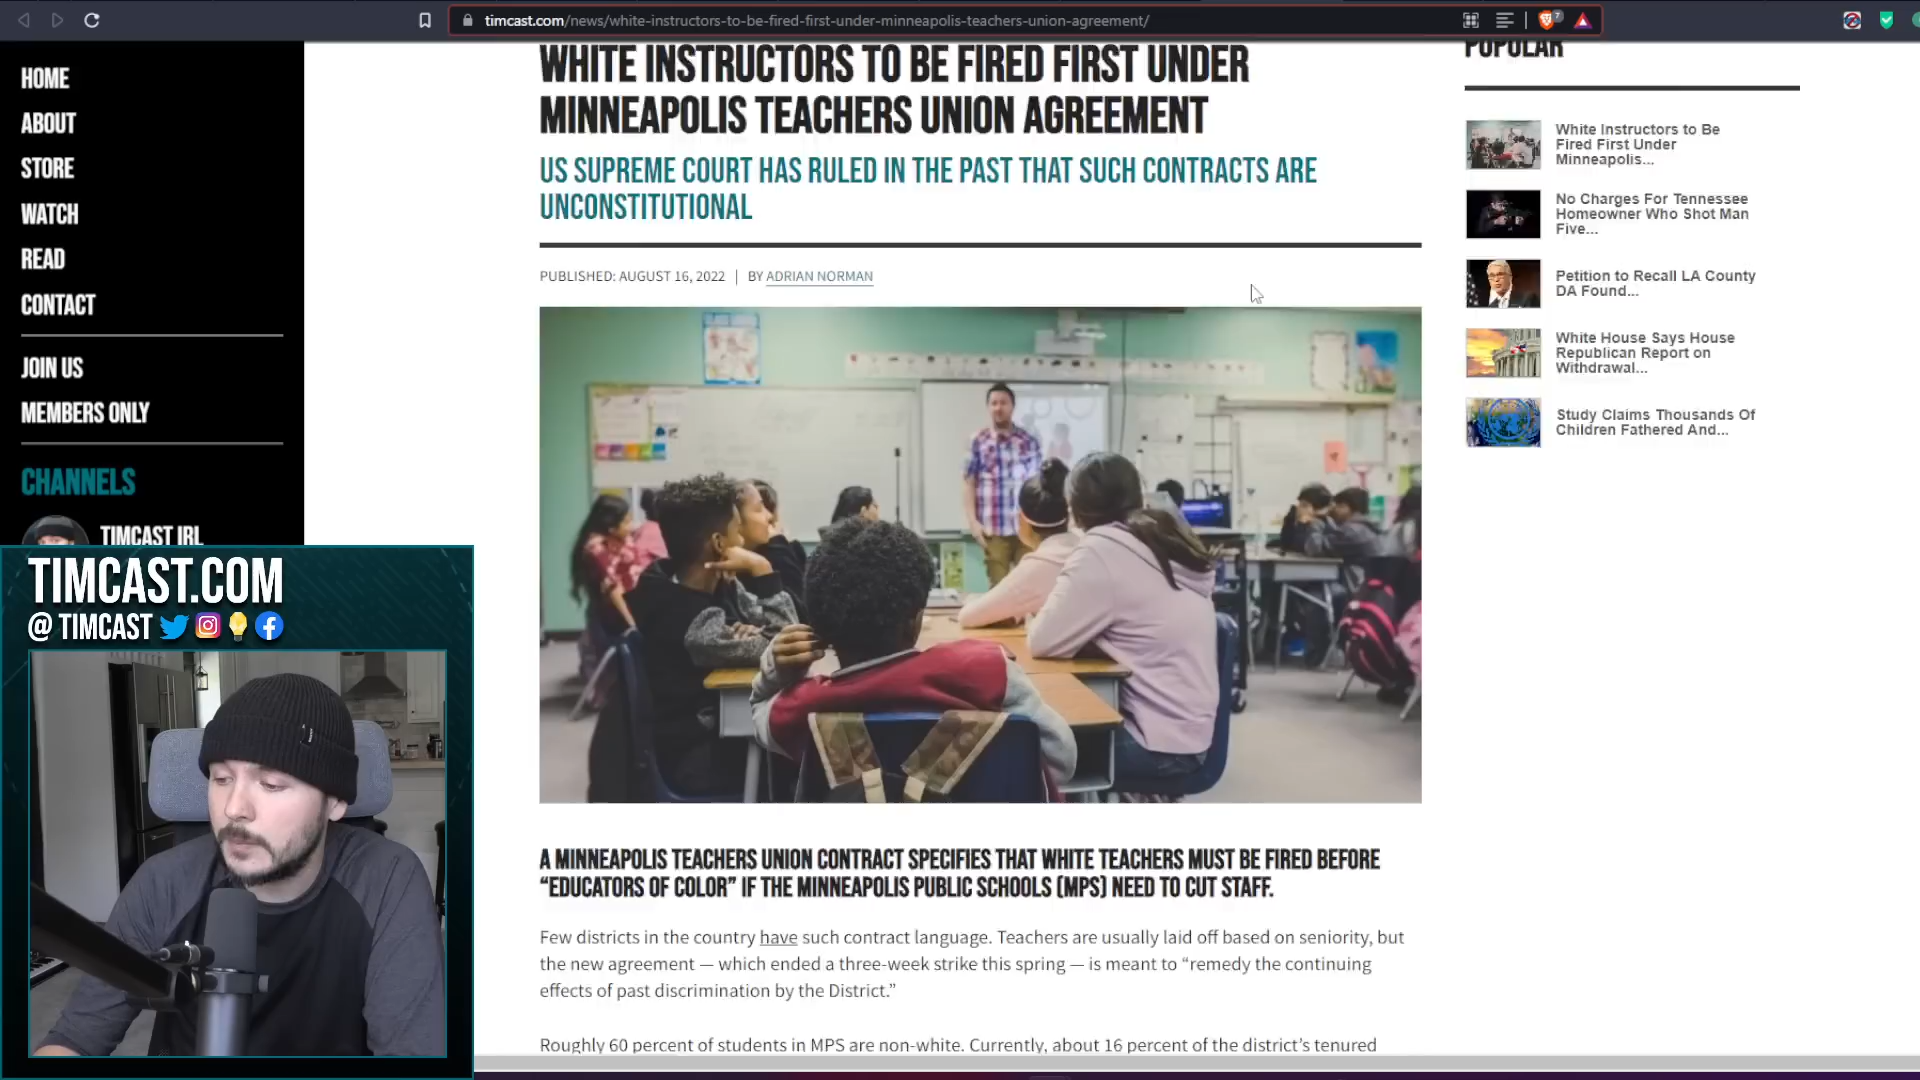 timcast.com/news/white-instructors-to-be-fired-first-under-minneapolis-teachers-union-agreement/
7
HOME
ABOUT
STORE
WATCH
READ
CONTACT
JOIN US
MEMBERS ONLY
CHANNELS
TIMCAST IRL
WHITE INSTRUCTORS TO BE FIRED FIRST UNDER
MINNEAPOLIS TEACHERS UNION AGREEMENT
US SUPREME COURT HAS RULED IN THE PAST THAT SUCH CONTRACTS ARE
UNCONSTITUTIONAL
PUBLISHED: AUGUST 16, 2022 | BY ADRIAN NORMAN
A MINNEAPOLIS TEACHERS UNION CONTRACT SPECIFIES THAT WHITE TEACHERS MUST BE FIRED BEFORE
“EDUCATORS OF COLOR” IF THE MINNEAPOLIS PUBLIC SCHOOLS (MPS) NEED TO CUT STAFF.
Few districts in the country have such contract language. Teachers are usually laid off based on seniority, but
the new agreement — which ended a three-week strike this spring — is meant to “remedy the continuing
effects of past discrimination by the District.”
Roughly 60 percent of students in MPS are non-white. Currently, about 16 percent of the district’s tenured
POPULAR
White Instructors to Be
Fired First Under
Minneapolis...
No Charges For Tennessee
Homeowner Who Shot Man
Five...
Petition to Recall LA County
DA Found...
White House Says House
Republican Report on
Withdrawal...
Study Claims Thousands Of
Children Fathered And...
TIMCAST.COM
@ TIMCAST